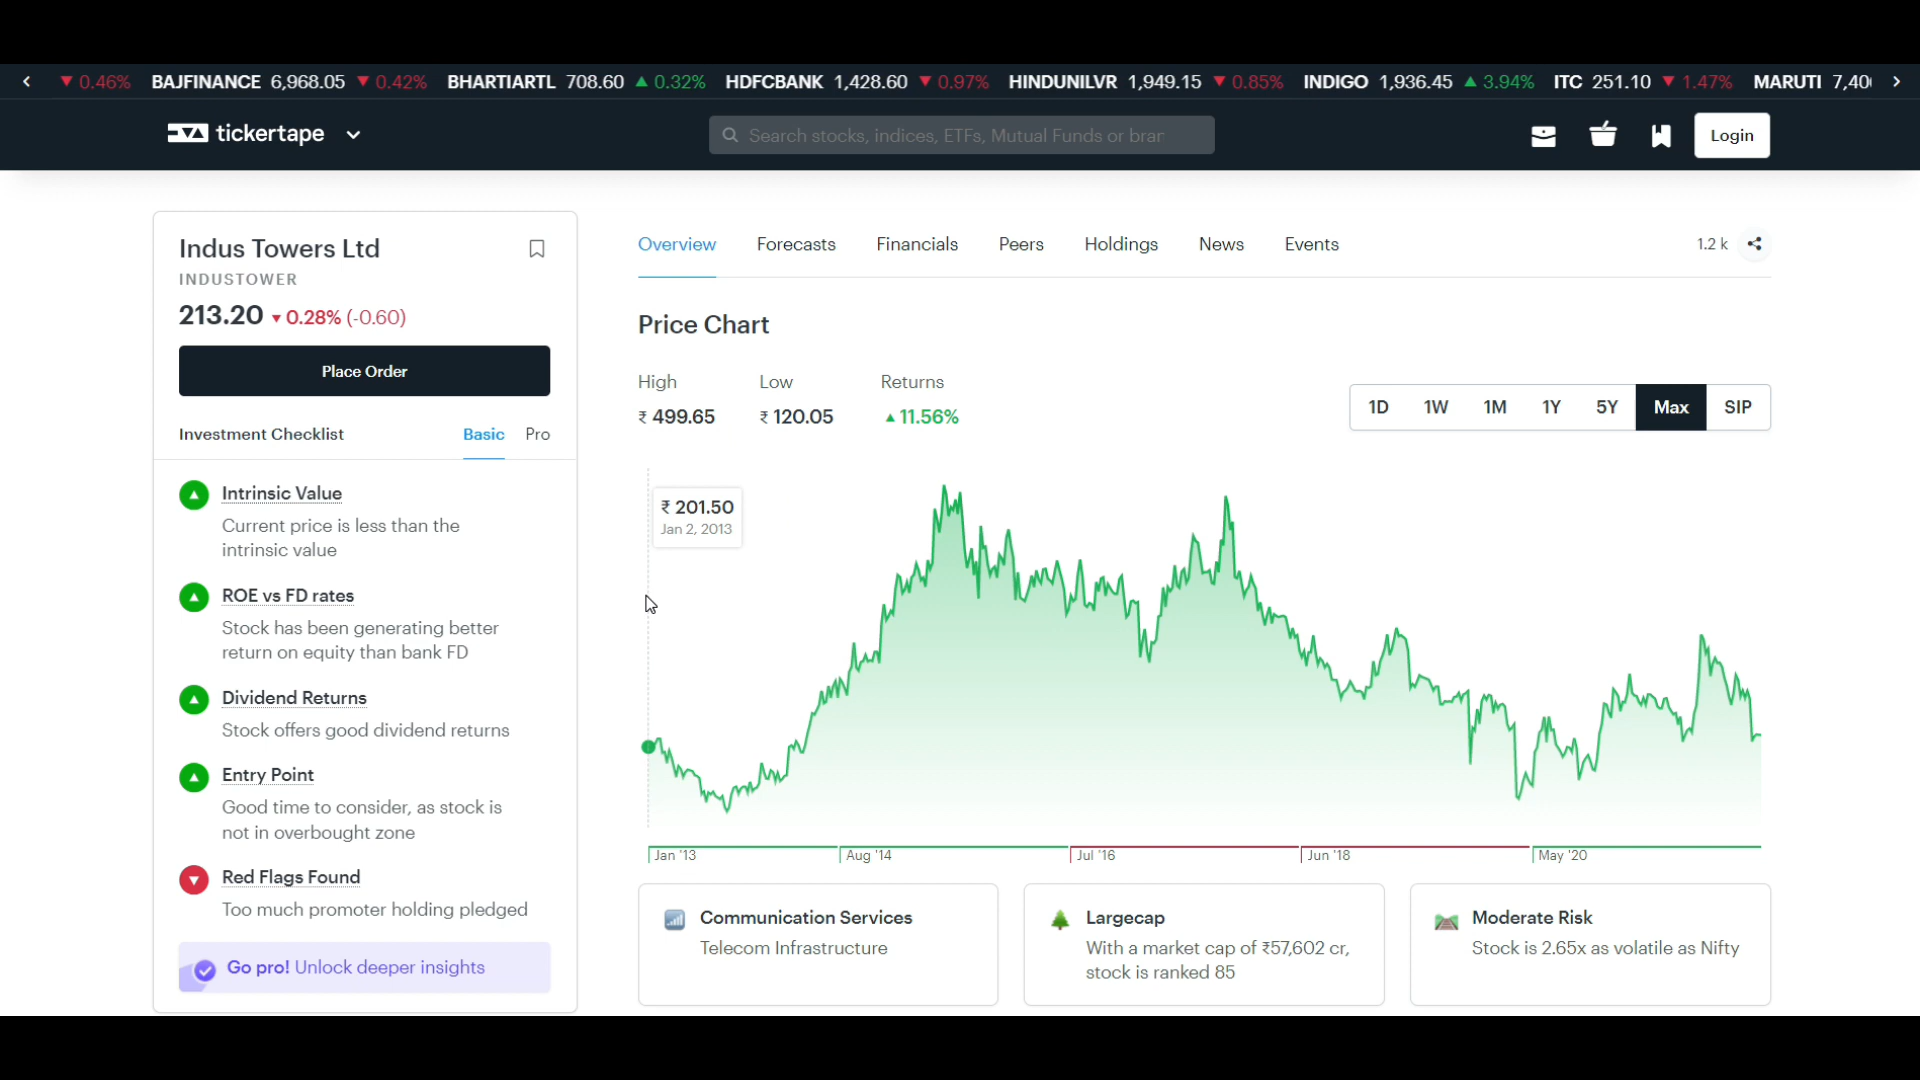 0.46% BAJFINANCE 6,968.05 0.42% BHARTIARTL 708.60 0.32% HDFCBANK 1,428.60 0.97% HINDUNILVR 1,949.15 0.85% INDIGO 1,936.45 3.94% ITC 251.10 1.47% MARUTI 7,40
tickertape
Search stocks, indices, ETFs, Mutual Funds or bran
Login
Indus Towers Ltd
INDUSTOWER
213.20 0.28% (-0.60)
Place Order
Investment Checklist Basic Pro
Intrinsic Value
Current price is less than the
intrinsic value
ROE vs FD rates
Stock has been generating better
return on equity than bank FD
Dividend Returns
Stock offers good dividend returns
Entry Point
Good time to consider, as stock is
not in overbought zone
Red Flags Found
Too much promoter holding pledged
Go pro! Unlock deeper insights
Overview Forecasts Financials Peers Holdings News Events 1.2 k
Price Chart
High Low Returns
₹ 499.65 ₹ 120.05 11.56%
1D 1W 1M 1Y 5Y Max SIP
₹ 201.50
Jan 2, 2013
Jan '13 Aug '14 Jul '16 Jun '18 May '20
Communication Services
Telecom Infrastructure
Largecap
With a market cap of ₹57,602 cr,
stock is ranked 85
Moderate Risk
Stock is 2.65x as volatile as Nifty